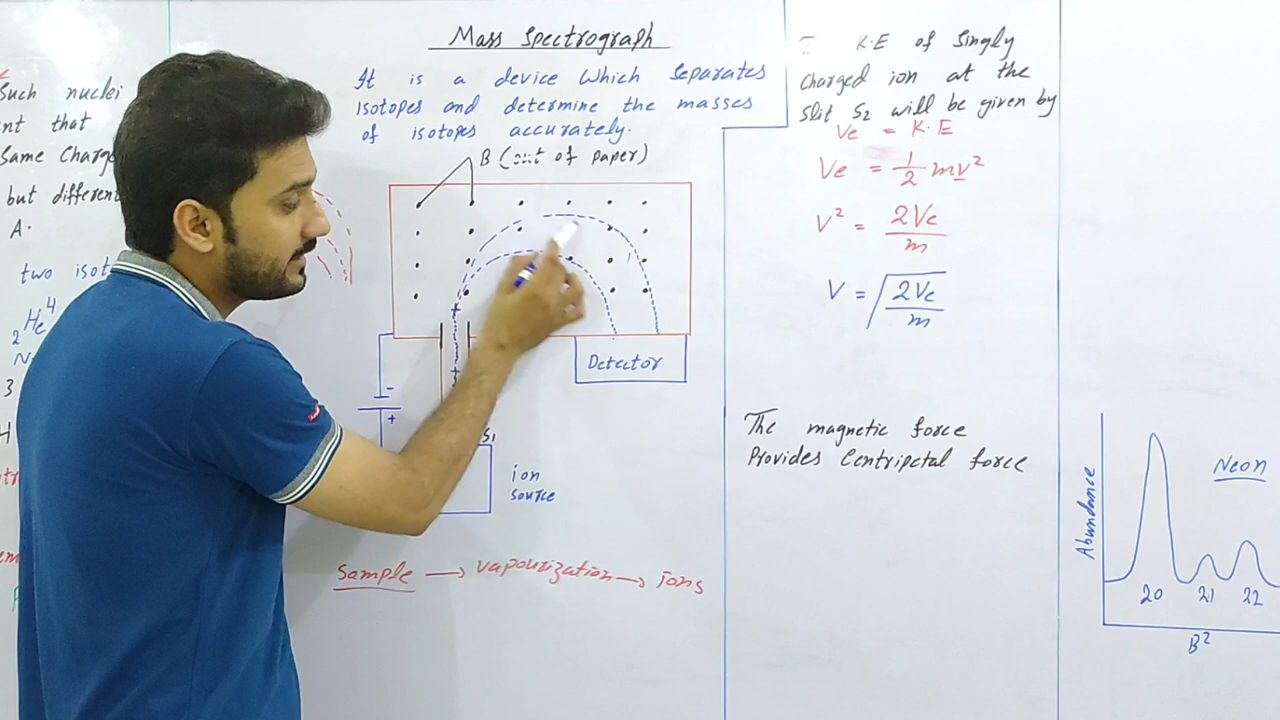 Such nuclei
nt that
Same Charge
but different
A.
two isot
₂He⁴
N
3
H
Mass Spectrograph
It is a device which separates
isotopes and determine the masses
of isotopes accurately.
B (out of paper)
Detector
-
+
S₁
ion
source
Sample → vapourization → ions
K.E of Singly
charged ion at the
slit S₂ will be given by
Ve = K.E
Ve = 1/2 mv²
V² = 2Ve/m
V = √(2Ve/m)
The magnetic force
Provides Centripetal force
Abundance
Neon
20 21 22
B²